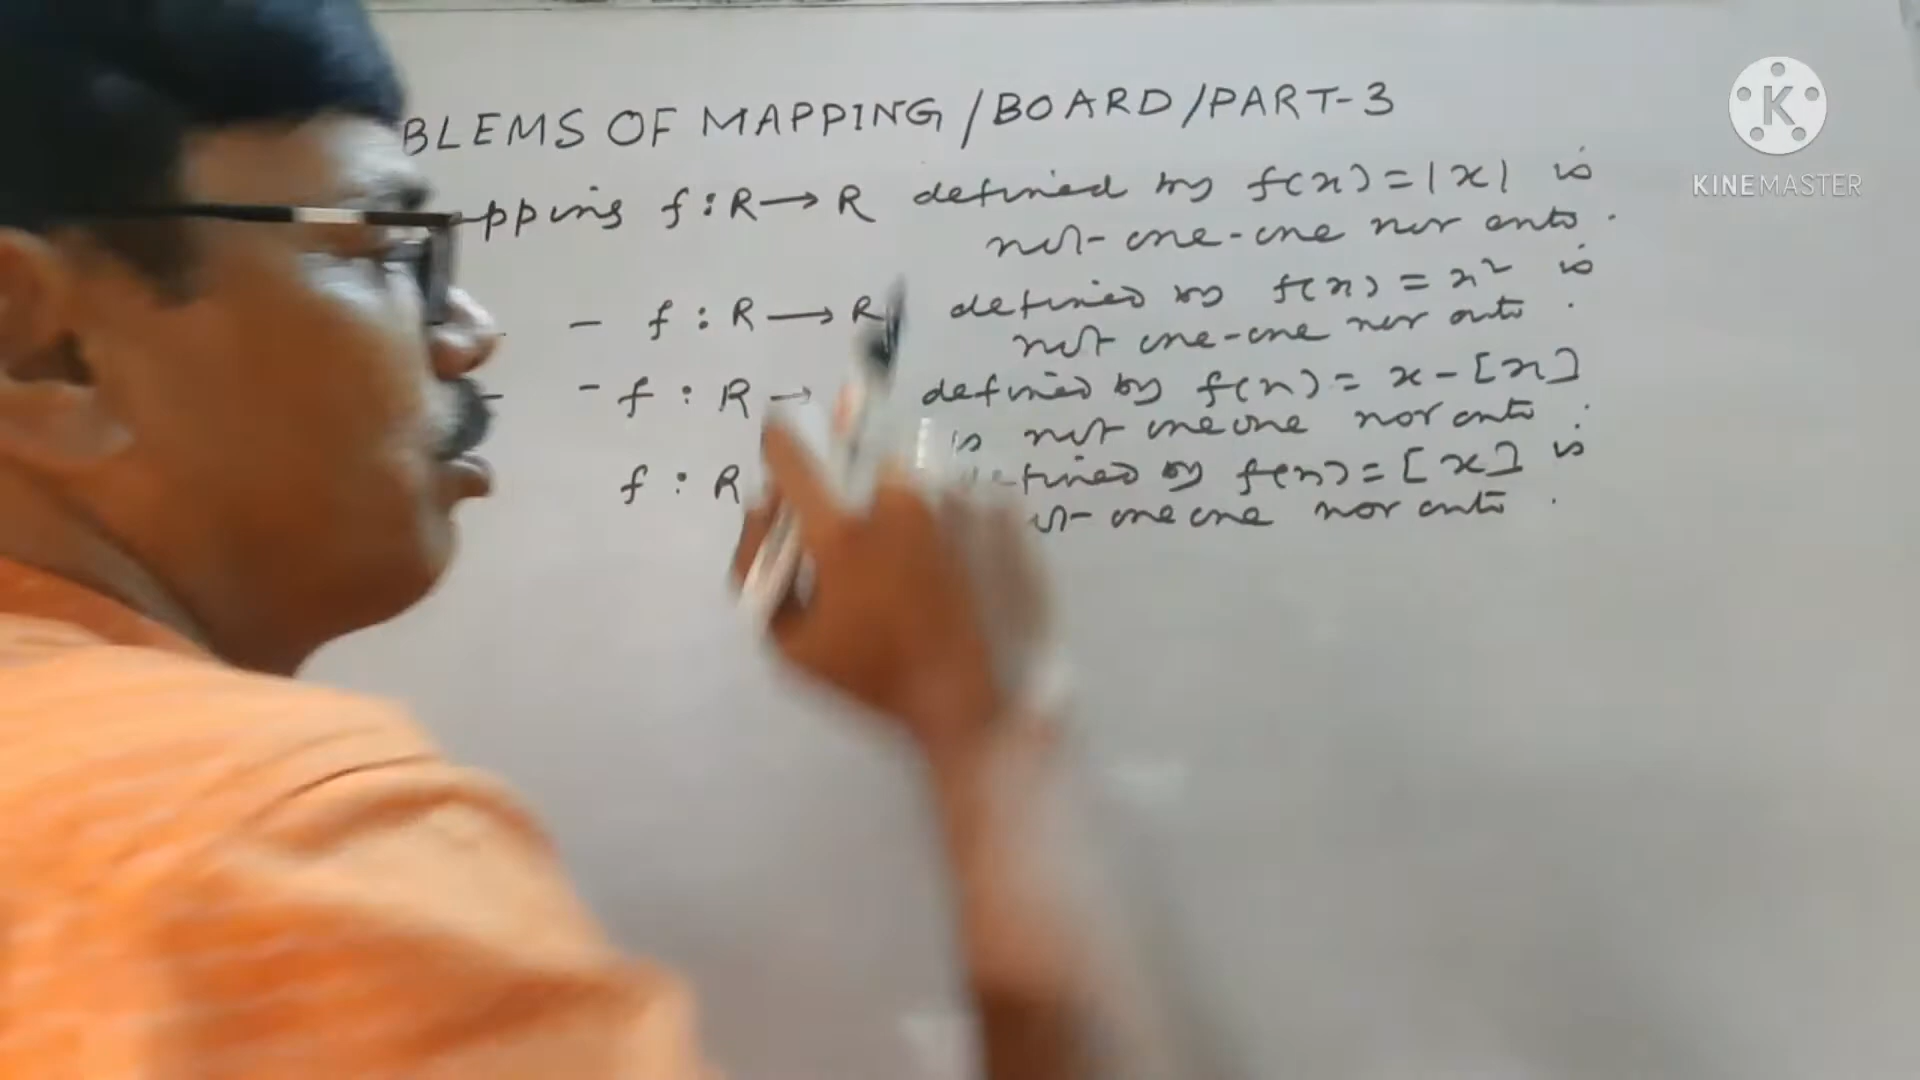 BLEMS OF MAPPING/BOARD/PART-3
pping f : R → R defined by f(x) = |x| is
not one-one nor onto.
- f : R → R defined by f(x) = x² is
not one-one nor onto.
- f : R → defined by f(x) = x - [x]
is not one one nor onto.
f : R defined by f(x) = [x] is
one one nor onto.
K
KINEMASTER